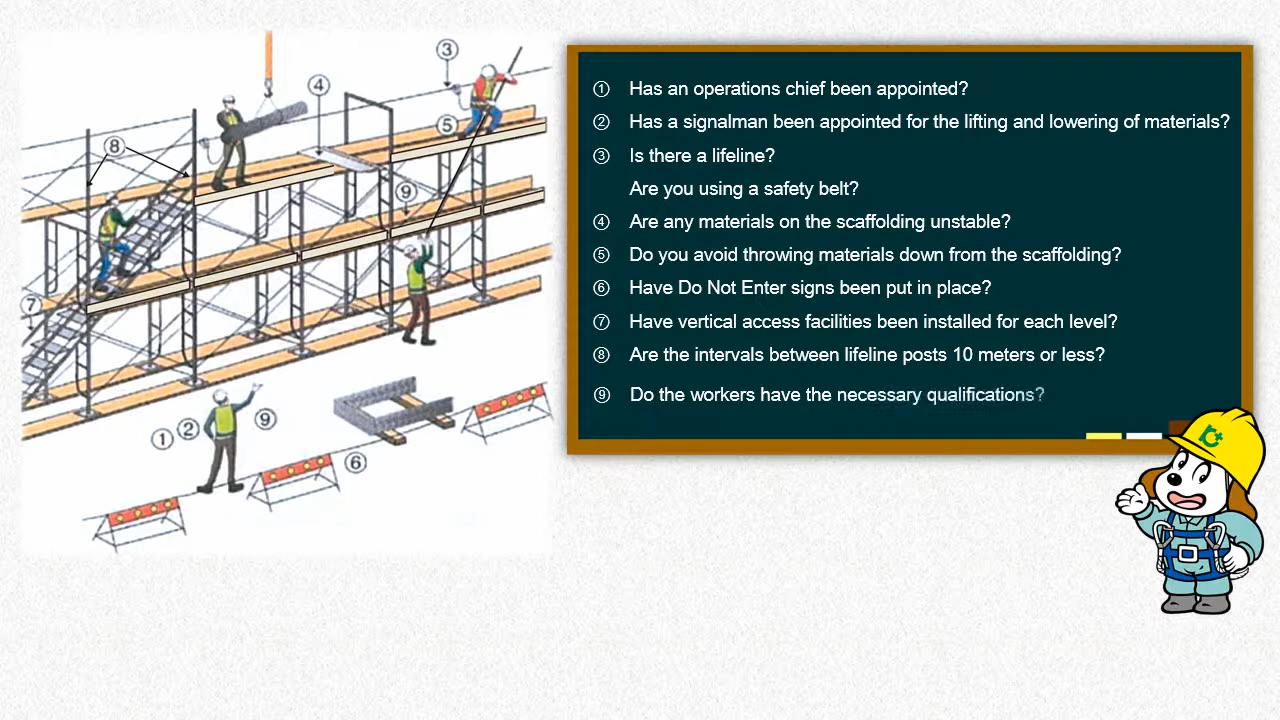 ① Has an operations chief been appointed?
② Has a signalman been appointed for the lifting and lowering of materials?
③ Is there a lifeline?
Are you using a safety belt?
④ Are any materials on the scaffolding unstable?
⑤ Do you avoid throwing materials down from the scaffolding?
⑥ Have Do Not Enter signs been put in place?
⑦ Have vertical access facilities been installed for each level?
⑧ Are the intervals between lifeline posts 10 meters or less?
⑨ Do the workers have the necessary qualifications?
③
④
⑤
⑧
⑨
⑦
① ② ⑨
⑥